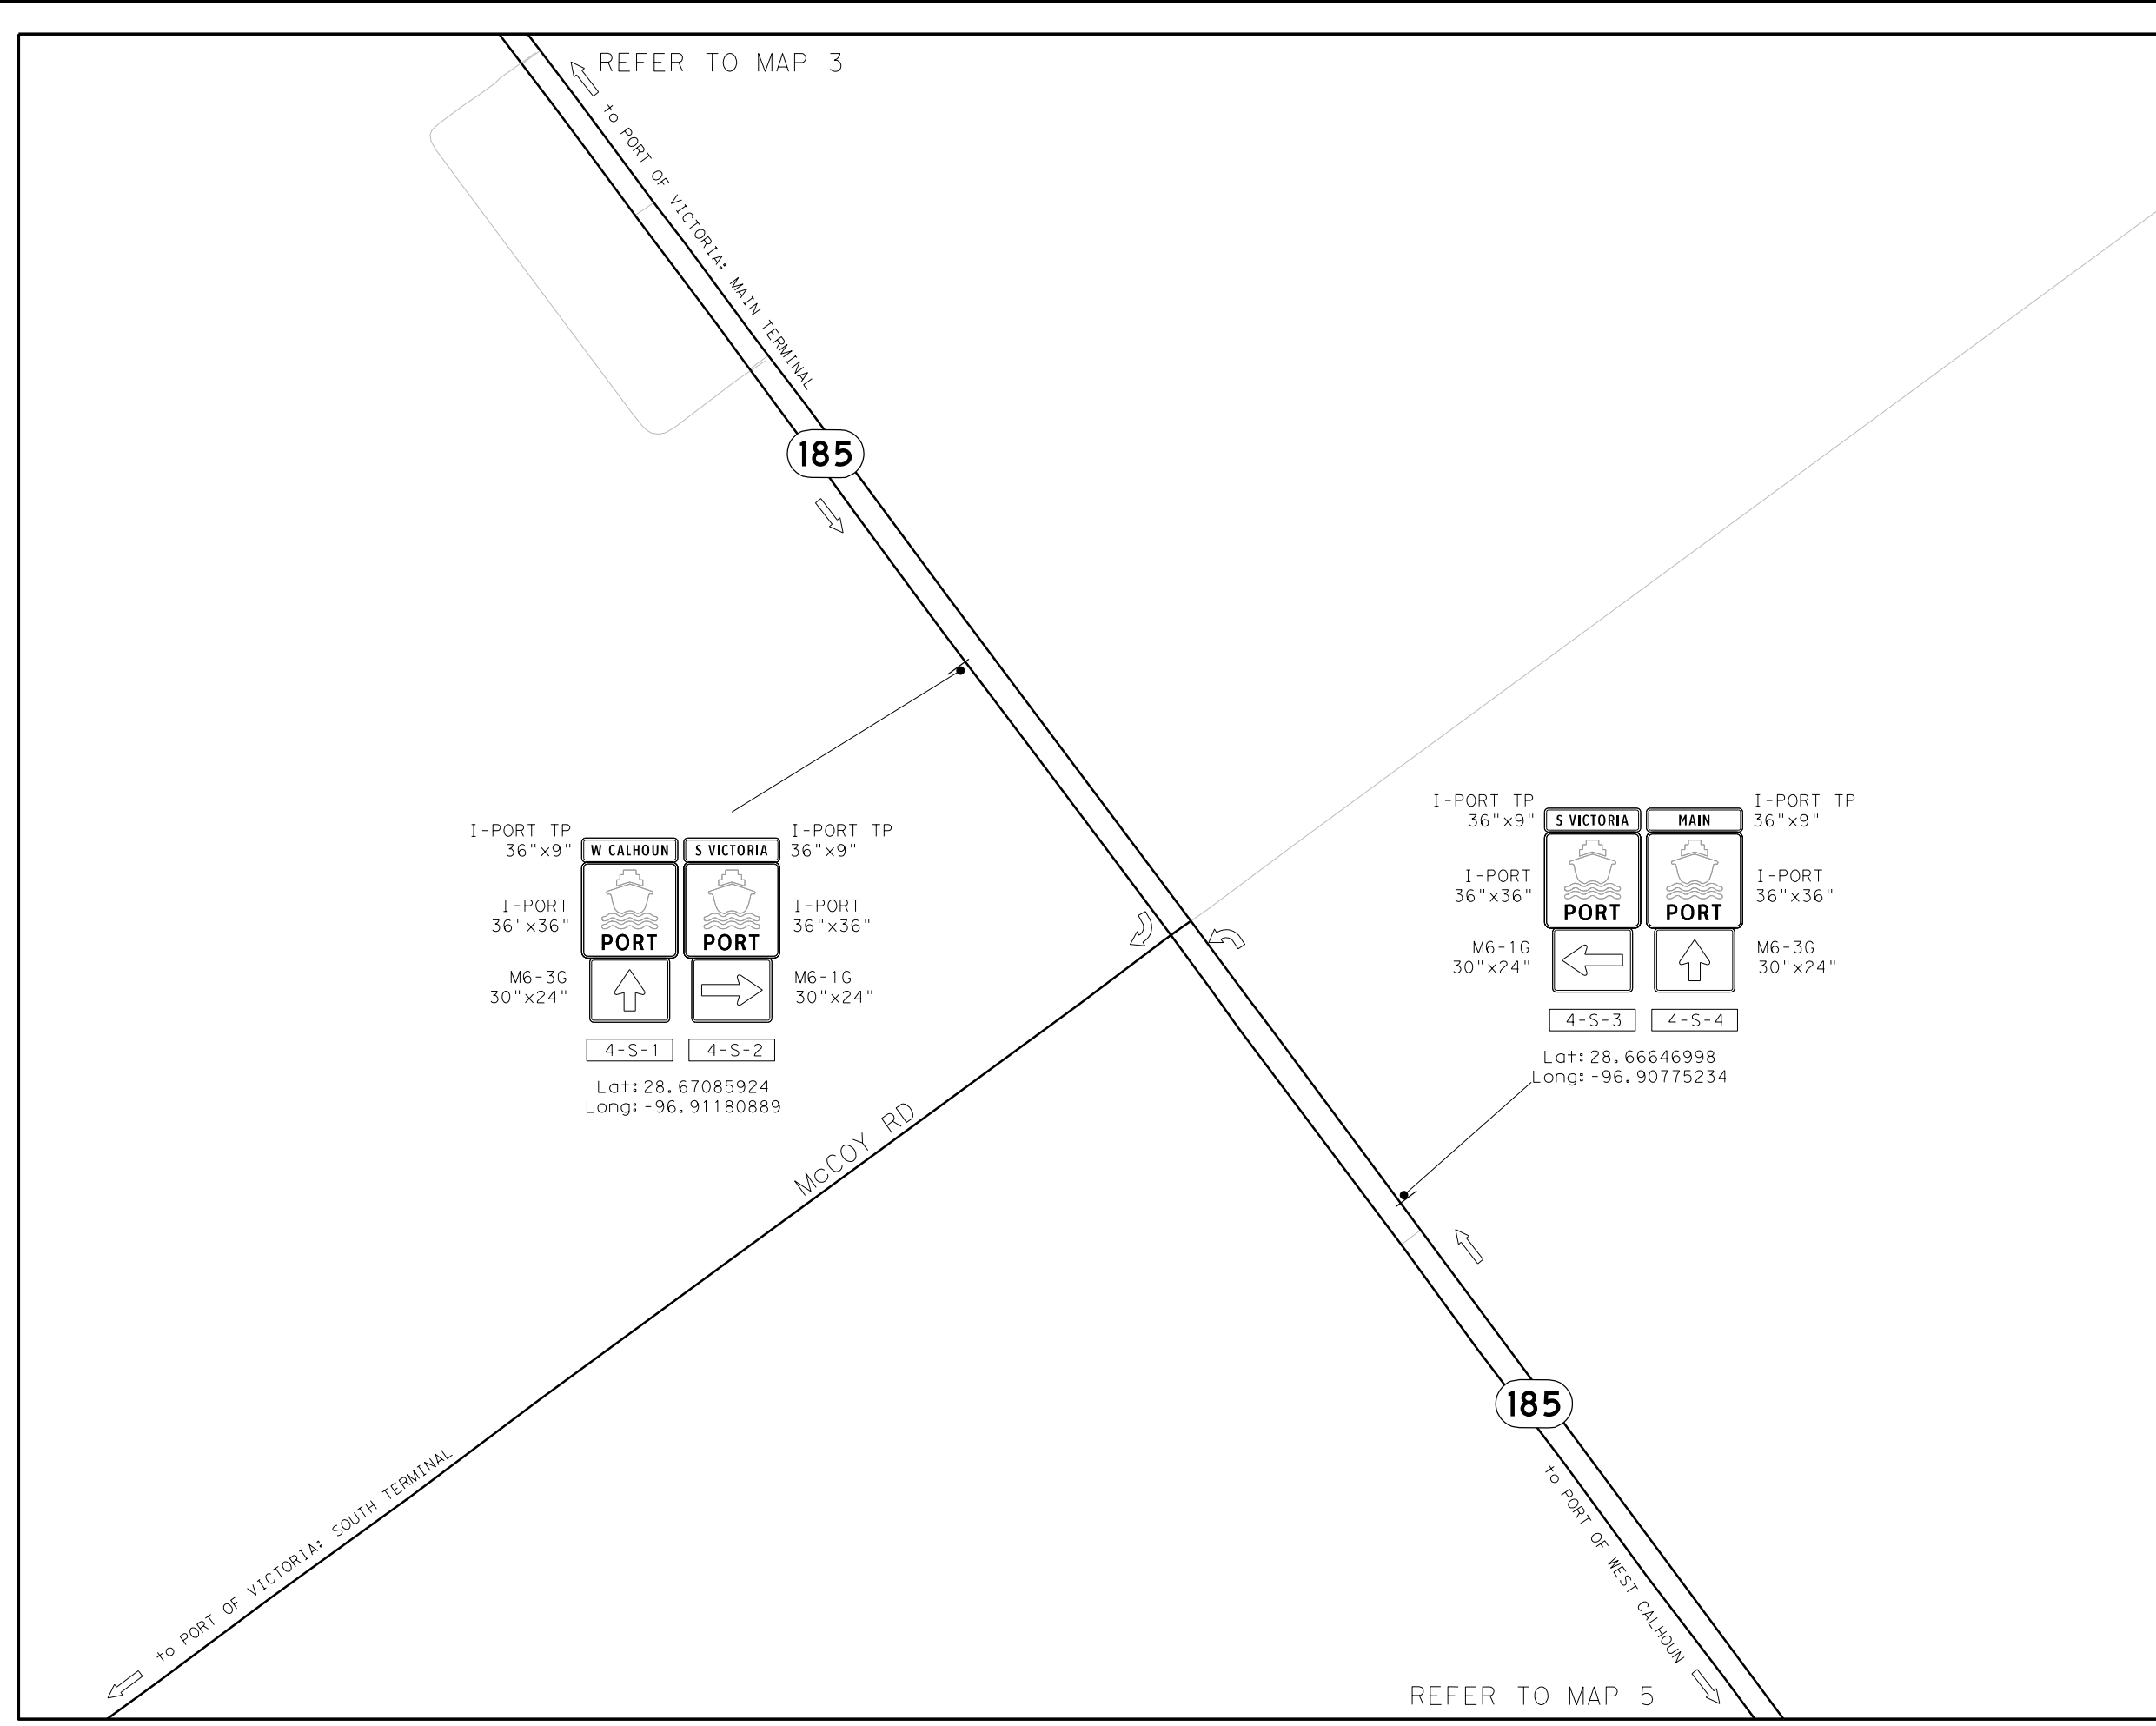 REFER TO MAP 3
to PORT OF VICTORIA: MAIN TERMINAL
185
I-PORT TP
36"x9"
W CALHOUN
S VICTORIA
I-PORT TP
36"x9"
I-PORT
36"x36"
PORT
PORT
I-PORT
36"x36"
M6-3G
30"x24"
M6-1G
30"x24"
4-S-1
4-S-2
Lat:28.67085924
Long:-96.91180889
I-PORT TP
36"x9"
S VICTORIA
MAIN
I-PORT TP
36"x9"
I-PORT
36"x36"
PORT
PORT
I-PORT
36"x36"
M6-1G
30"x24"
M6-3G
30"x24"
4-S-3
4-S-4
Lat:28.66646998
Long:-96.90775234
McCOY RD
185
to PORT OF VICTORIA: SOUTH TERMINAL
to PORT OF WEST CALHOUN
REFER TO MAP 5